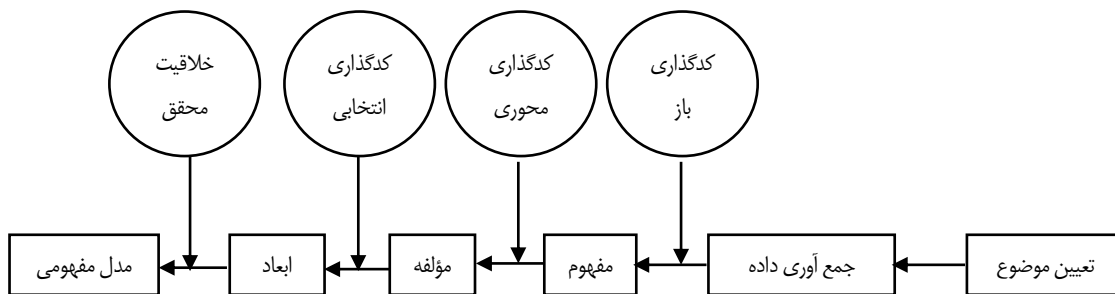 کدگذاری
باز
کدگذاری
محوری
کدگذاری
انتخابی
خلاقیت
محقق
تعیین موضوع
جمع آوری داده
مفهوم
مؤلفه
ابعاد
مدل مفهومی